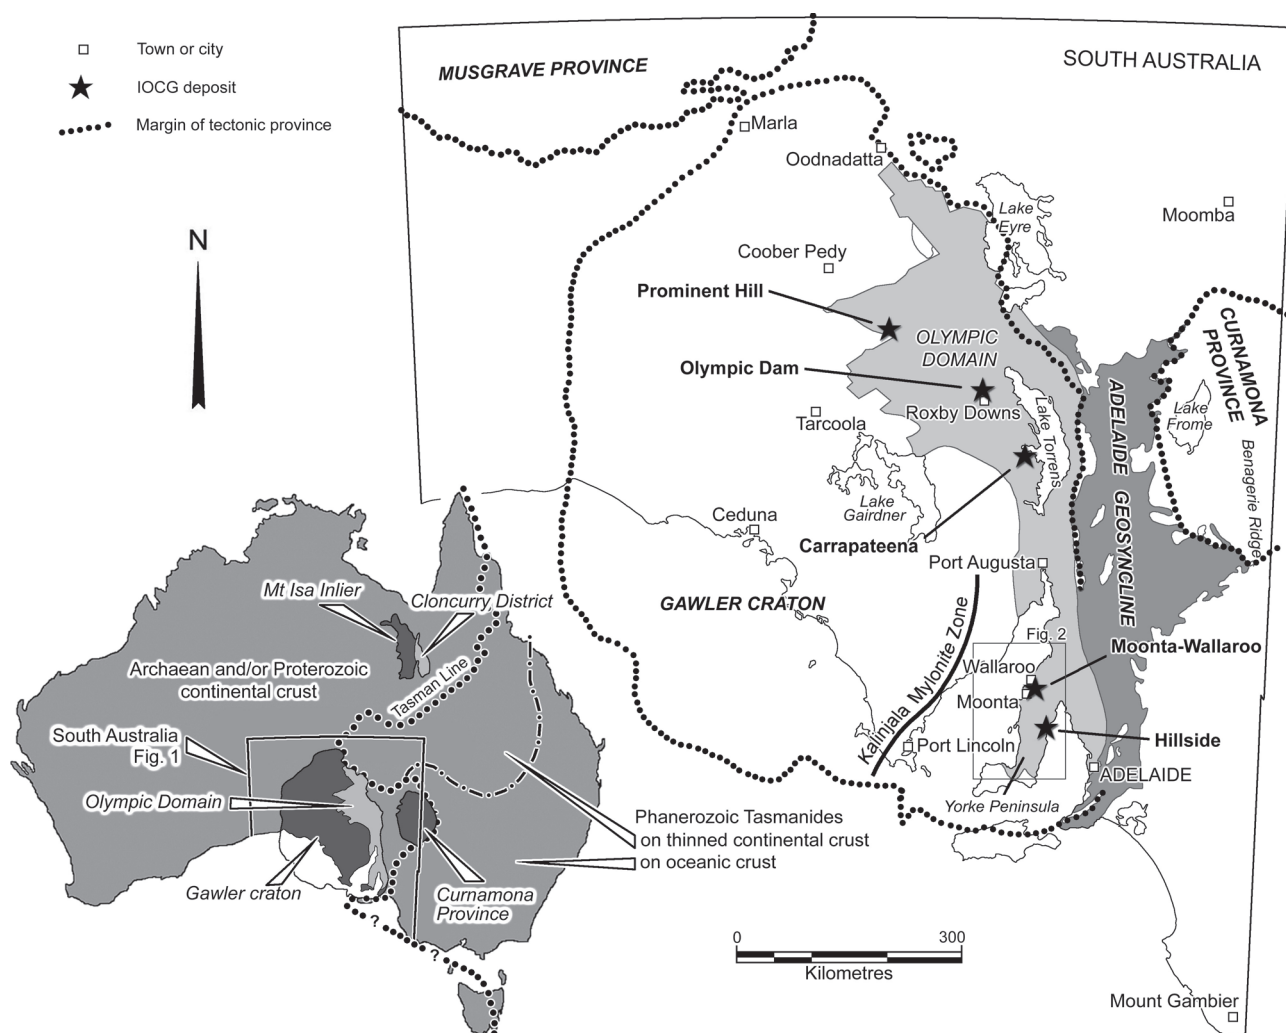 Town or city
IOCG deposit
Margin of tectonic province
N
MUSGRAVE PROVINCE
SOUTH AUSTRALIA
Marla
Oodnadatta
Moomba
Lake
Eyre
Coober Pedy
Prominent Hill
OLYMPIC
DOMAIN
CURNAMONA
PROVINCE
Olympic Dam
Roxby Downs
Tarcoola
Lake Torrens
ADELAIDE GEOSYNCLINE
Lake
Frome
Benagerie Ridge
Lake
Gairdner
Ceduna
Carrapateena
Port Augusta
GAWLER CRATON
Kalinjala Mylonite Zone
Fig. 2
Wallaroo
Moonta
Moonta-Wallaroo
Hillside
Port Lincoln
ADELAIDE
Yorke Peninsula
Mt Isa Inlier
Cloncurry District
Archaean and/or Proterozoic
continental crust
Tasman Line
South Australia
Fig. 1
Olympic Domain
Phanerozoic Tasmanides
on thinned continental crust
on oceanic crust
Gawler craton
Curnamona
Province
?
?
0 300
Kilometres
Mount Gambier